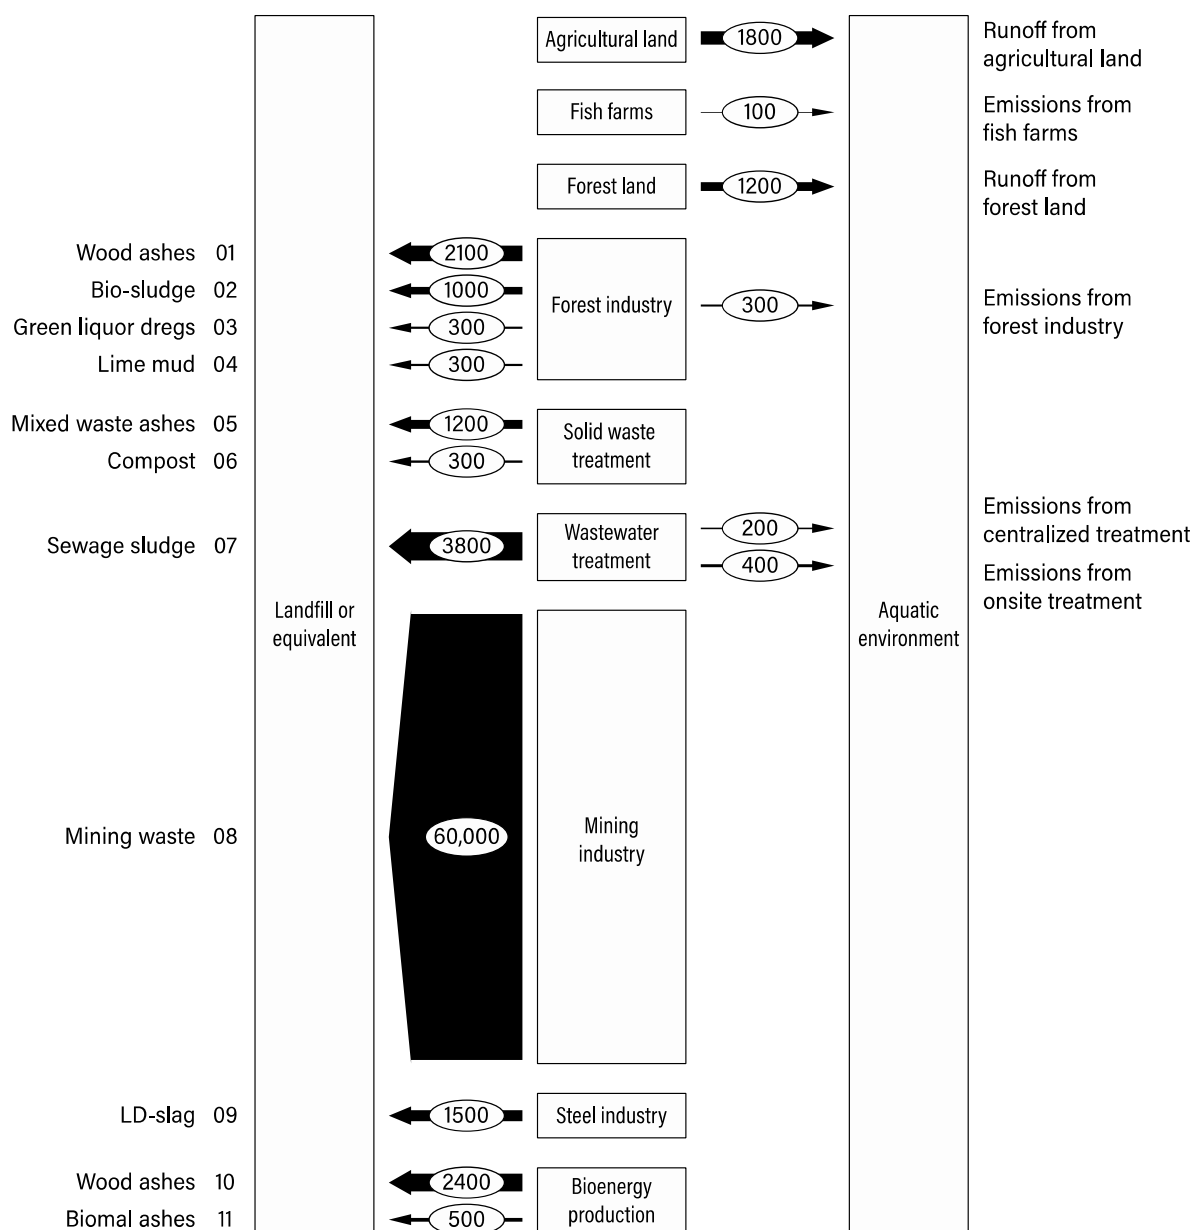 Agricultural land
1800
Runoff from
agricultural land
Fish farms
100
Emissions from
fish farms
Forest land
1200
Runoff from
forest land
Wood ashes 01
2100
Bio-sludge 02
1000
Green liquor dregs 03
300
Lime mud 04
300
Forest industry
300
Emissions from
forest industry
Mixed waste ashes 05
1200
Compost 06
300
Solid waste
treatment
Sewage sludge 07
3800
Wastewater
treatment
200
Emissions from
centralized treatment
400
Emissions from
onsite treatment
Landfill or
equivalent
Aquatic
environment
Mining waste 08
60,000
Mining
industry
LD-slag 09
1500
Steel industry
Wood ashes 10
2400
Biomal ashes 11
500
Bioenergy
production